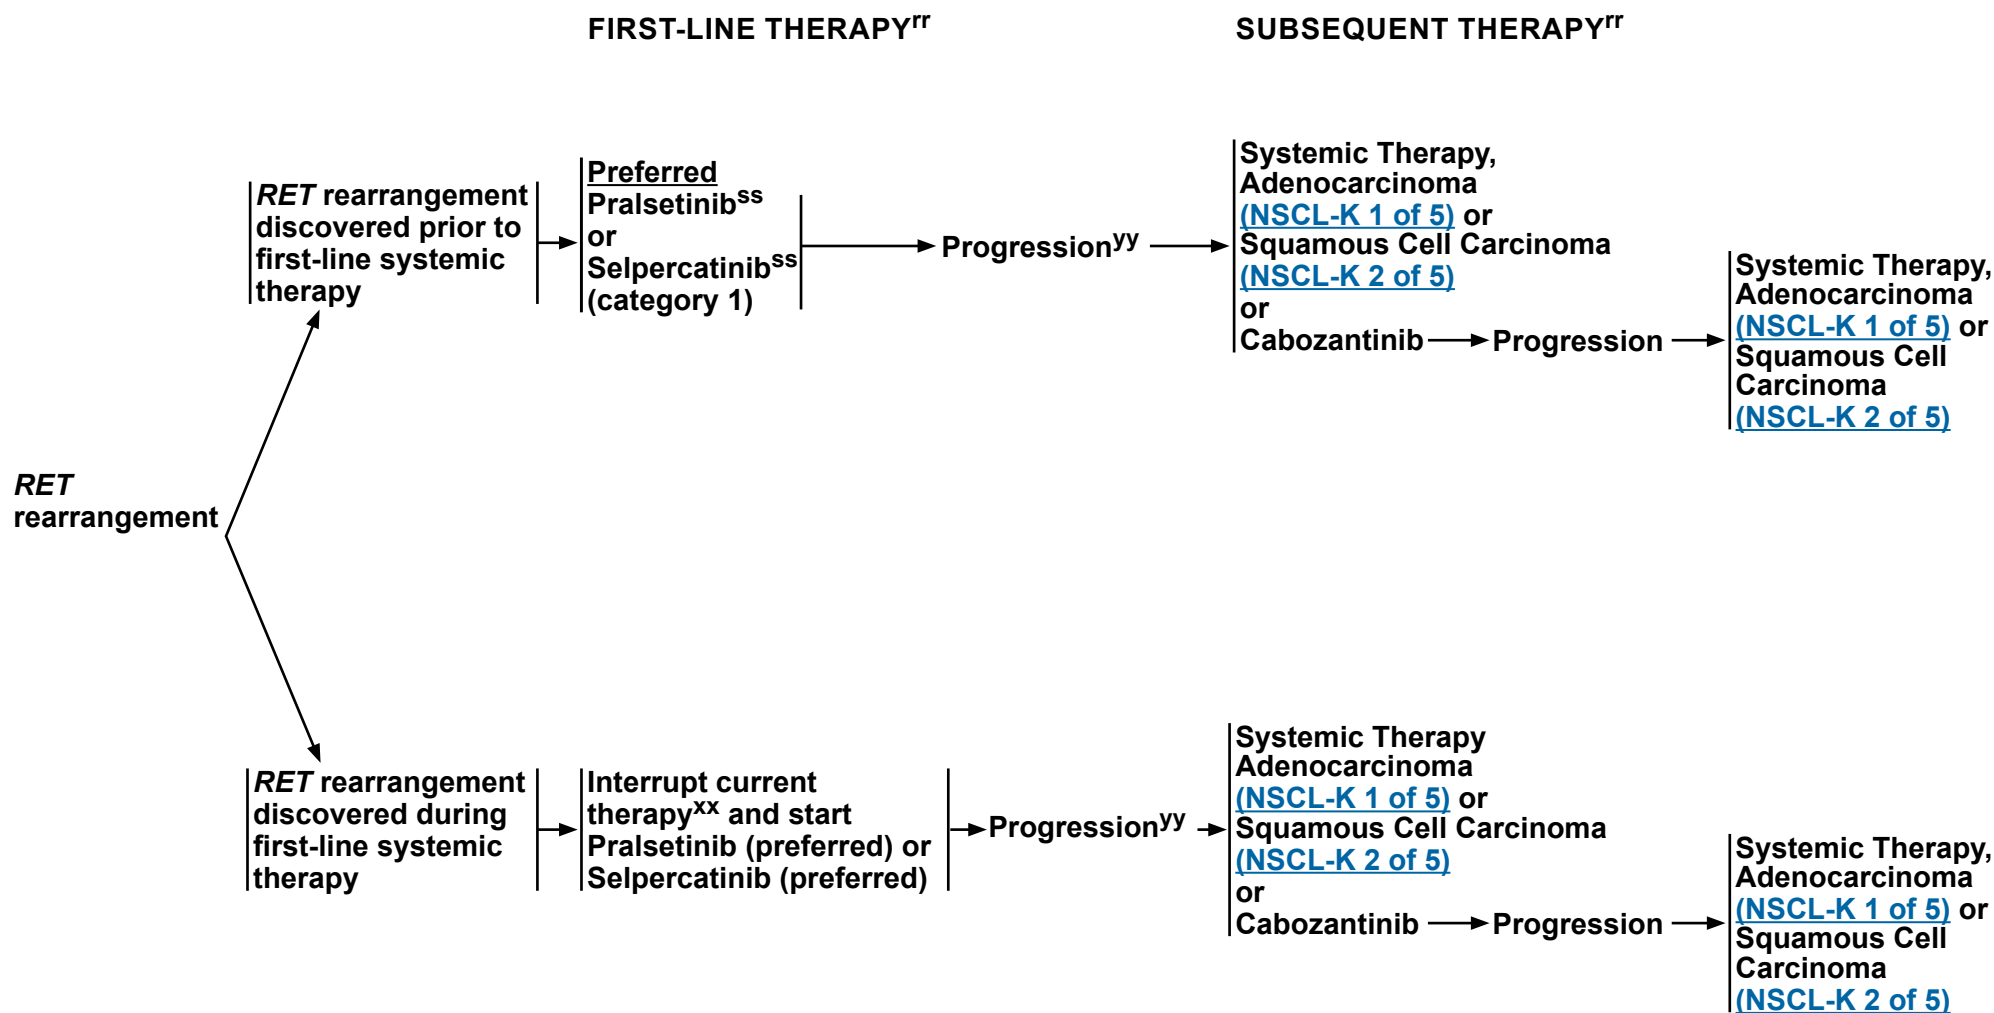 FIRST-LINE THERAPYrr
SUBSEQUENT THERAPYrr
RET
rearrangement
RET rearrangement
discovered prior to
first-line systemic
therapy
Preferred
Pralsetinibss
or
Selpercatinibss
(category 1)
Progressionyy
Systemic Therapy,
Adenocarcinoma
(NSCL-K 1 of 5) or
Squamous Cell Carcinoma
(NSCL-K 2 of 5)
or
Cabozantinib
Progression
Systemic Therapy,
Adenocarcinoma
(NSCL-K 1 of 5) or
Squamous Cell
Carcinoma
(NSCL-K 2 of 5)
RET rearrangement
discovered during
first-line systemic
therapy
Interrupt current
therapyxx and start
Pralsetinib (preferred) or
Selpercatinib (preferred)
Progressionyy
Systemic Therapy
Adenocarcinoma
(NSCL-K 1 of 5) or
Squamous Cell Carcinoma
(NSCL-K 2 of 5)
or
Cabozantinib
Progression
Systemic Therapy,
Adenocarcinoma
(NSCL-K 1 of 5) or
Squamous Cell
Carcinoma
(NSCL-K 2 of 5)